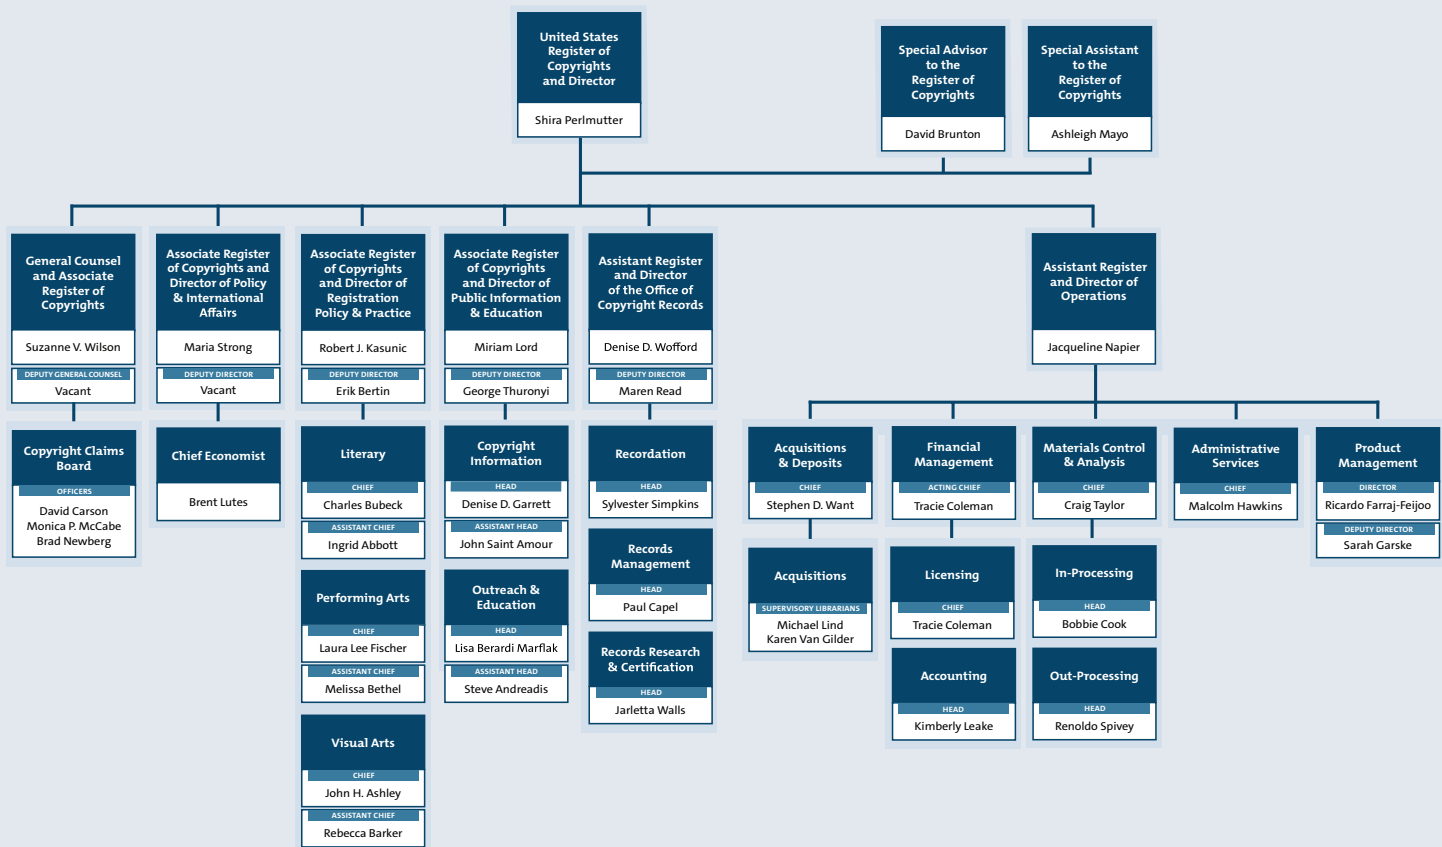 United States
Register of
Copyrights
and Director
Shira Perlmutter
Special Advisor
to the
Register of
Copyrights
David Brunton
Special Assistant
to the
Register of
Copyrights
Ashleigh Mayo
General Counsel
and Associate
Register of
Copyrights
Suzanne V. Wilson
DEPUTY GENERAL COUNSEL
Vacant
Copyright Claims
Board
OFFICERS
David Carson
Monica P. McCabe
Brad Newberg
Associate Register
of Copyrights and
Director of Policy
& International
Affairs
Maria Strong
DEPUTY DIRECTOR
Vacant
Chief Economist
Brent Lutes
Associate Register
of Copyrights
and Director of
Registration
Policy & Practice
Robert J. Kasunic
DEPUTY DIRECTOR
Erik Bertin
Literary
CHIEF
Charles Bubeck
ASSISTANT CHIEF
Ingrid Abbott
Performing Arts
CHIEF
Laura Lee Fischer
ASSISTANT CHIEF
Melissa Bethel
Visual Arts
CHIEF
John H. Ashley
ASSISTANT CHIEF
Rebecca Barker
Associate Register
of Copyrights
and Director of
Public Information
& Education
Miriam Lord
DEPUTY DIRECTOR
George Thuronyi
Copyright
Information
HEAD
Denise D. Garrett
ASSISTANT HEAD
John Saint Amour
Outreach &
Education
HEAD
Lisa Berardi Marflak
ASSISTANT HEAD
Steve Andreadis
Assistant Register
and Director
of the Office of
Copyright Records
Denise D. Wofford
DEPUTY DIRECTOR
Maren Read
Recordation
HEAD
Sylvester Simpkins
Records
Management
HEAD
Paul Capel
Records Research
& Certification
HEAD
Jarletta Walls
Assistant Register
and Director of
Operations
Jacqueline Napier
Acquisitions
& Deposits
CHIEF
Stephen D. Want
Acquisitions
SUPERVISORY LIBRARIANS
Michael Lind
Karen Van Gilder
Financial
Management
ACTING CHIEF
Tracie Coleman
Licensing
CHIEF
Tracie Coleman
Accounting
HEAD
Kimberly Leake
Materials Control
& Analysis
CHIEF
Craig Taylor
In-Processing
HEAD
Bobbie Cook
Out-Processing
HEAD
Renoldo Spivey
Administrative
Services
CHIEF
Malcolm Hawkins
Product
Management
DIRECTOR
Ricardo Farraj-Feijoo
DEPUTY DIRECTOR
Sarah Garske